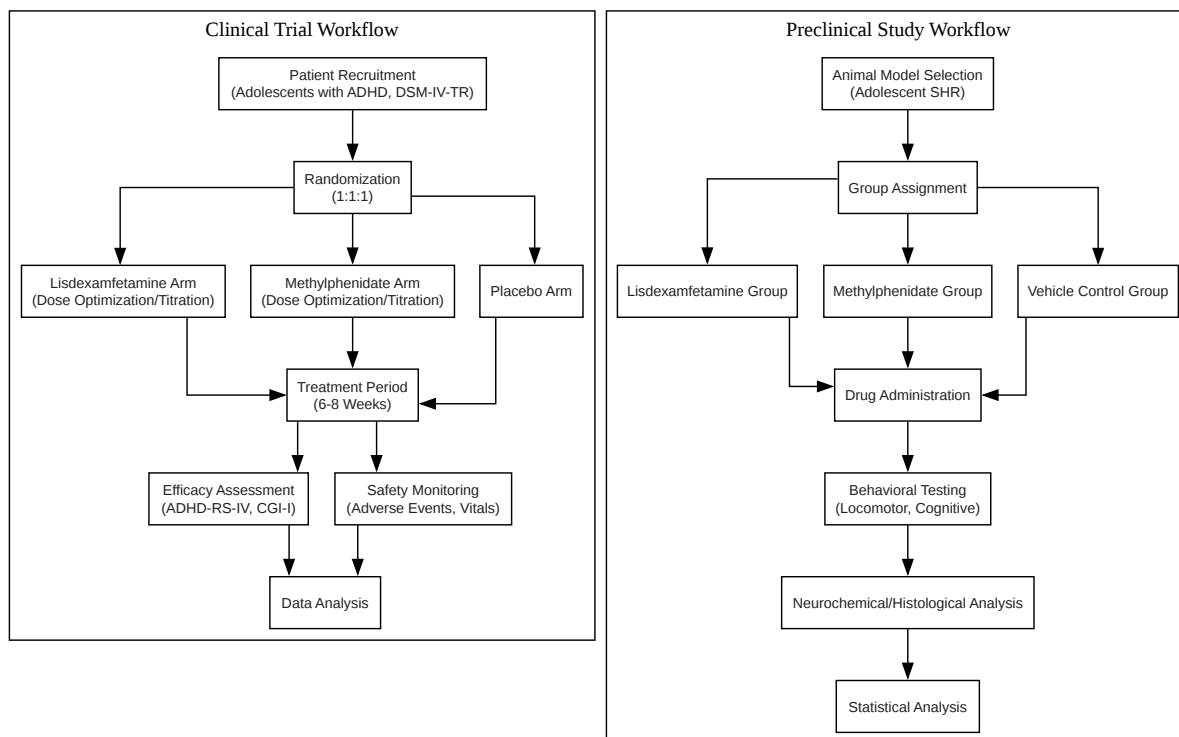 Clinical Trial Workflow
Patient Recruitment
(Adolescents with ADHD, DSM-IV-TR)
Randomization
(1:1:1)
Lisdexamfetamine Arm
(Dose Optimization/Titration)
Methylphenidate Arm
(Dose Optimization/Titration)
Placebo Arm
Treatment Period
(6-8 Weeks)
Efficacy Assessment
(ADHD-RS-IV, CGI-I)
Safety Monitoring
(Adverse Events, Vitals)
Data Analysis
Preclinical Study Workflow
Animal Model Selection
(Adolescent SHR)
Group Assignment
Lisdexamfetamine Group
Methylphenidate Group
Vehicle Control Group
Drug Administration
Behavioral Testing
(Locomotor, Cognitive)
Neurochemical/Histological Analysis
Statistical Analysis